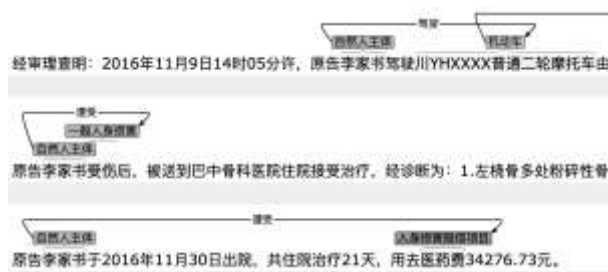 驾驶
自然人主体 机动车
经审理查明：2016年11月9日14时05分许，原告李家书驾驶川YHXXXX普通二轮摩托车由
遭受
一般人身损害
自然人主体
原告李家书受伤后，被送到巴中骨科医院住院接受治疗，经诊断为：1.左桡骨多处粉碎性骨
遭受
自然人主体 人身损害赔偿项目
原告李家书于2016年11月30日出院，共住院治疗21天，用去医药费34276.73元。